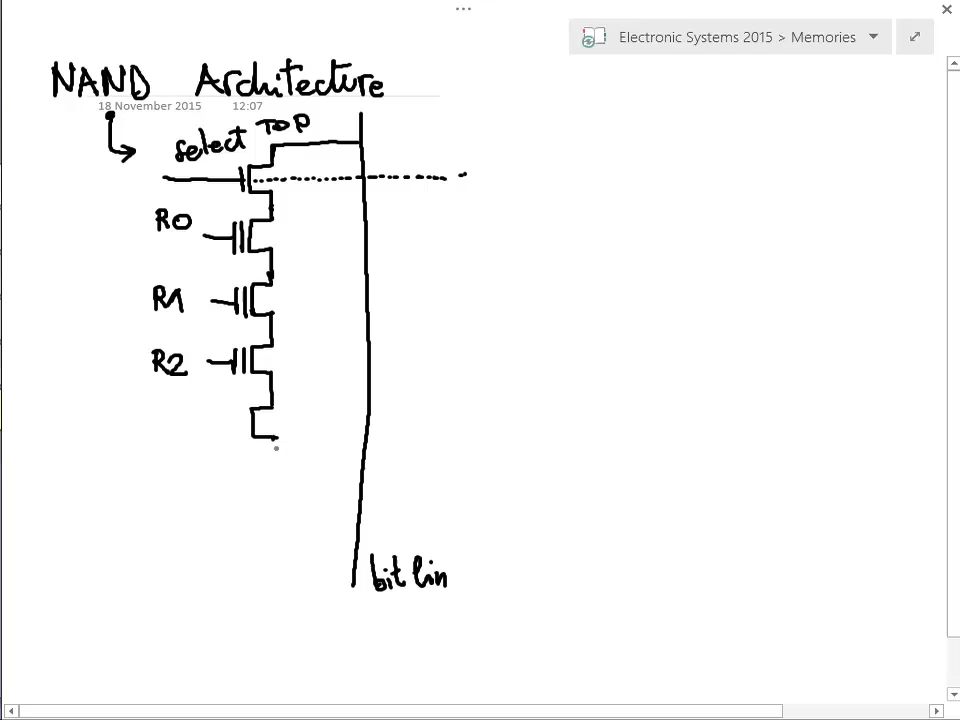 Electronic Systems 2015 > Memories
NAND Architecture
18 November 2015 12:07
select TOP
R0
R1
R2
bit lin